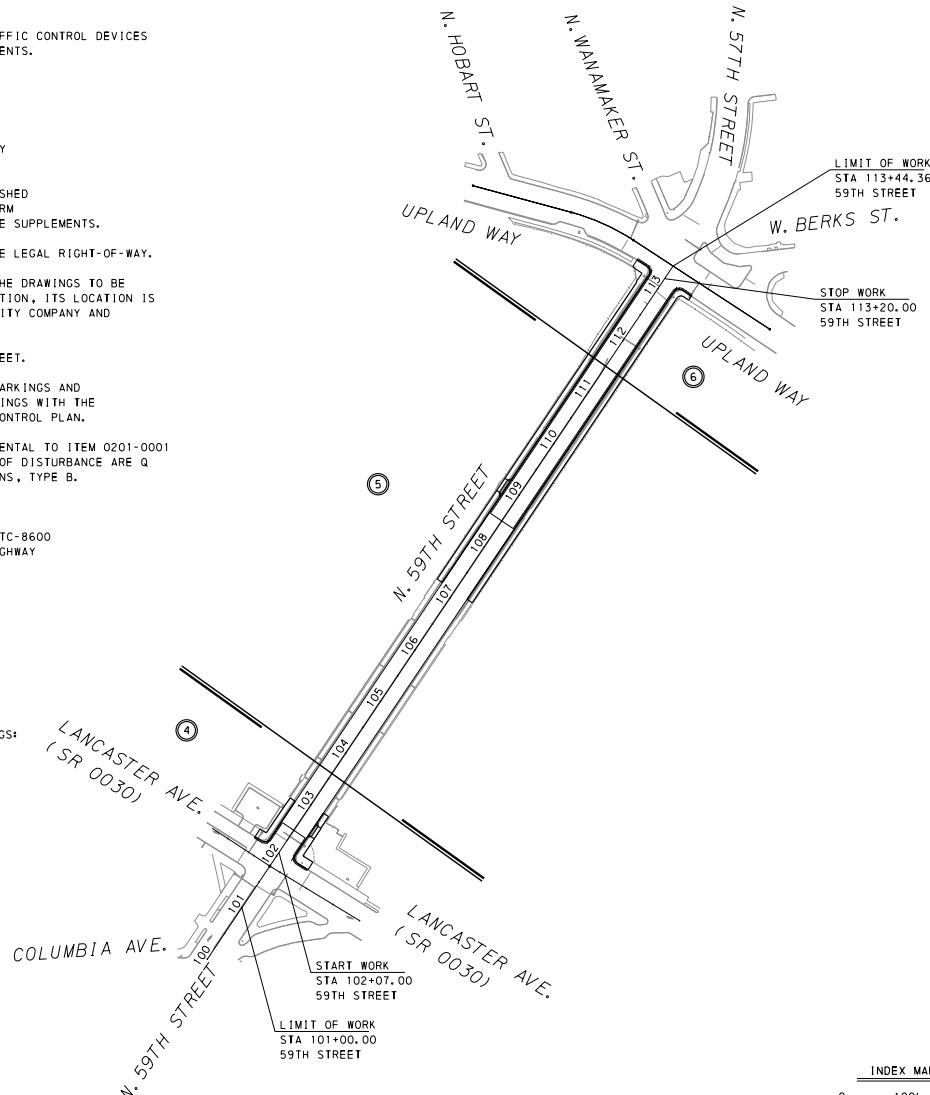 FFIC CONTROL DEVICES
ENTS.
Y
SHED
RM
E SUPPLEMENTS.
E LEGAL RIGHT-OF-WAY.
HE DRAWINGS TO BE
TION, ITS LOCATION IS
ITY COMPANY AND
EET.
ARKINGS AND
INGS WITH THE
ONTROL PLAN.
ENTAL TO ITEM 0201-0001
OF DISTURBANCE ARE Q
NS, TYPE B.
TC-8600
GHWAY
GS:
N. HOBART ST.
N. WANAMAKER ST.
N. 57TH STREET
UPLAND WAY
W. BERKS ST.
LIMIT OF WORK
STA 113+44.36
59TH STREET
STOP WORK
STA 113+20.00
59TH STREET
UPLAND WAY
113
112
111
110
109
108
107
106
105
104
103
102
101
100
6
5
4
N. 59TH STREET
LANCASTER AVE.
(SR 0030)
LANCASTER AVE.
(SR 0030)
COLUMBIA AVE.
N. 59TH STREET
START WORK
STA 102+07.00
59TH STREET
LIMIT OF WORK
STA 101+00.00
59TH STREET
INDEX MA